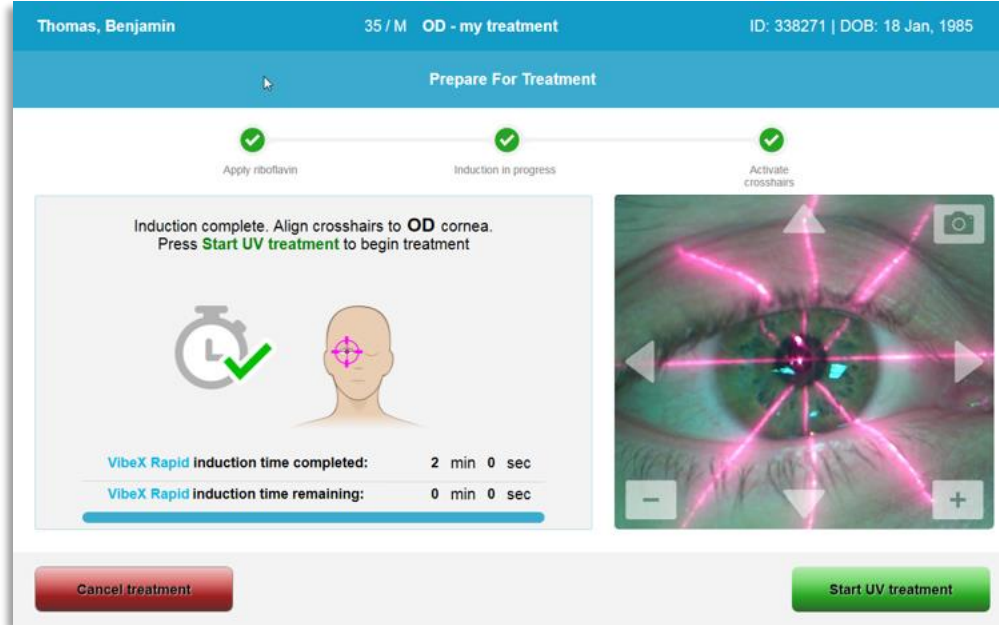 Thomas, Benjamin 35 / M OD - my treatment ID: 338271 | DOB: 18 Jan, 1985
Prepare For Treatment
Apply riboflavin
Induction in progress
Activate
crosshairs
Induction complete. Align crosshairs to OD cornea.
Press Start UV treatment to begin treatment
VibeX Rapid induction time completed: 2 min 0 sec
VibeX Rapid induction time remaining: 0 min 0 sec
Cancel treatment
Start UV treatment